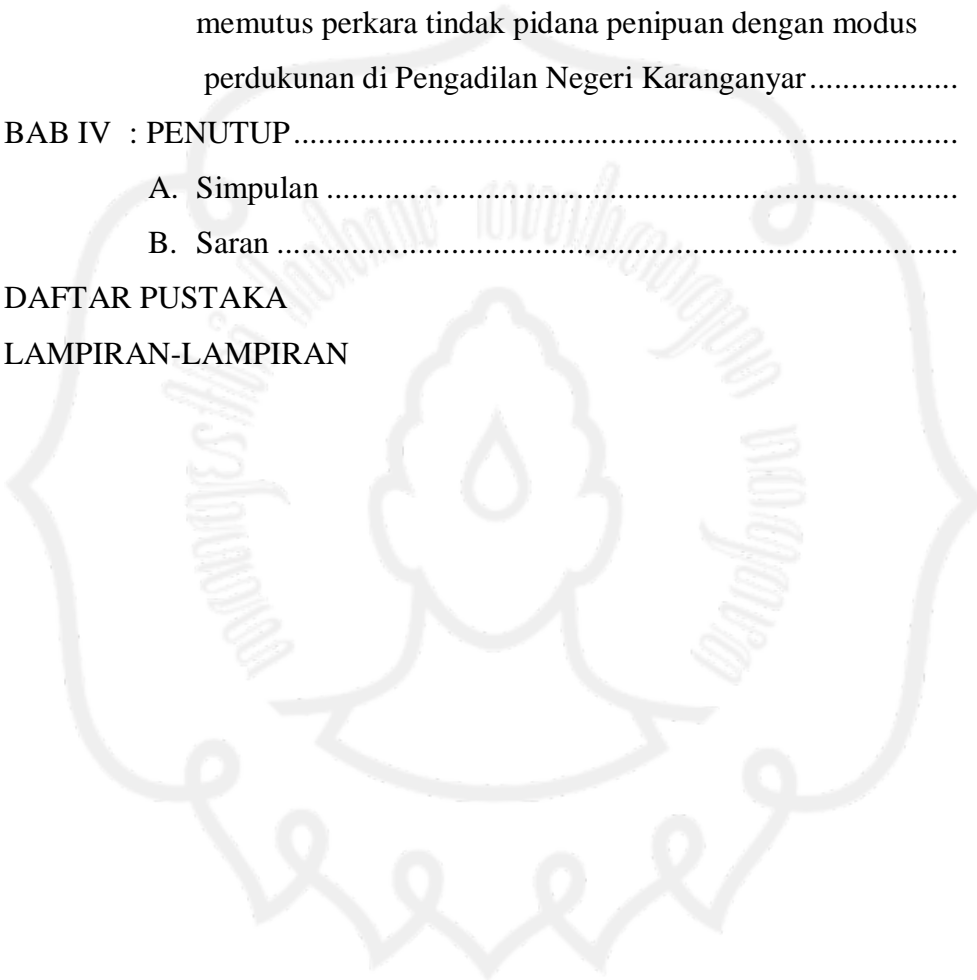 memutus perkara tindak pidana penipuan dengan modus
perdukunan di Pengadilan Negeri Karanganyar..................
BAB IV : PENUTUP................................................................................
A. Simpulan ............................................................................
B. Saran ..................................................................................
DAFTAR PUSTAKA
LAMPIRAN-LAMPIRAN